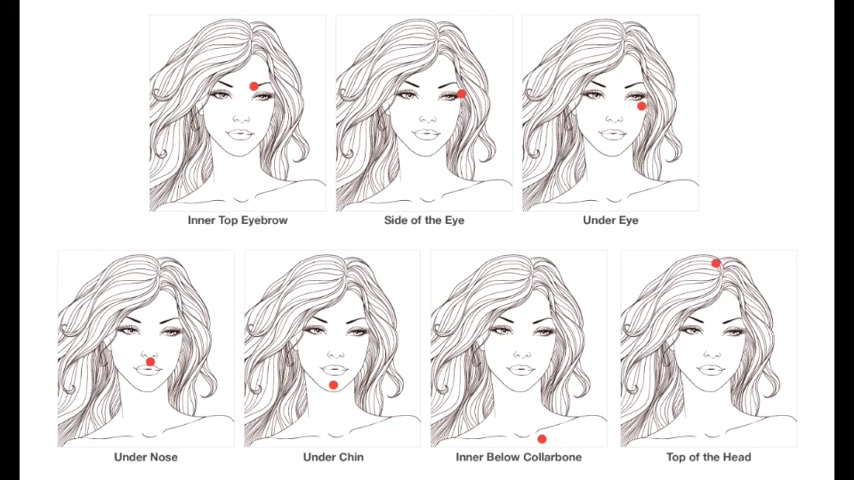 Inner Top Eyebrow
Side of the Eye
Under Eye
Under Nose
Under Chin
Inner Below Collarbone
Top of the Head